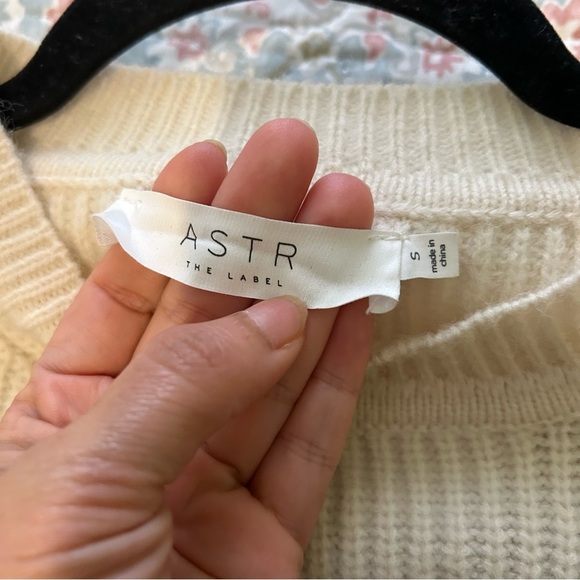 ASTR
THE LABEL
S
made in
china